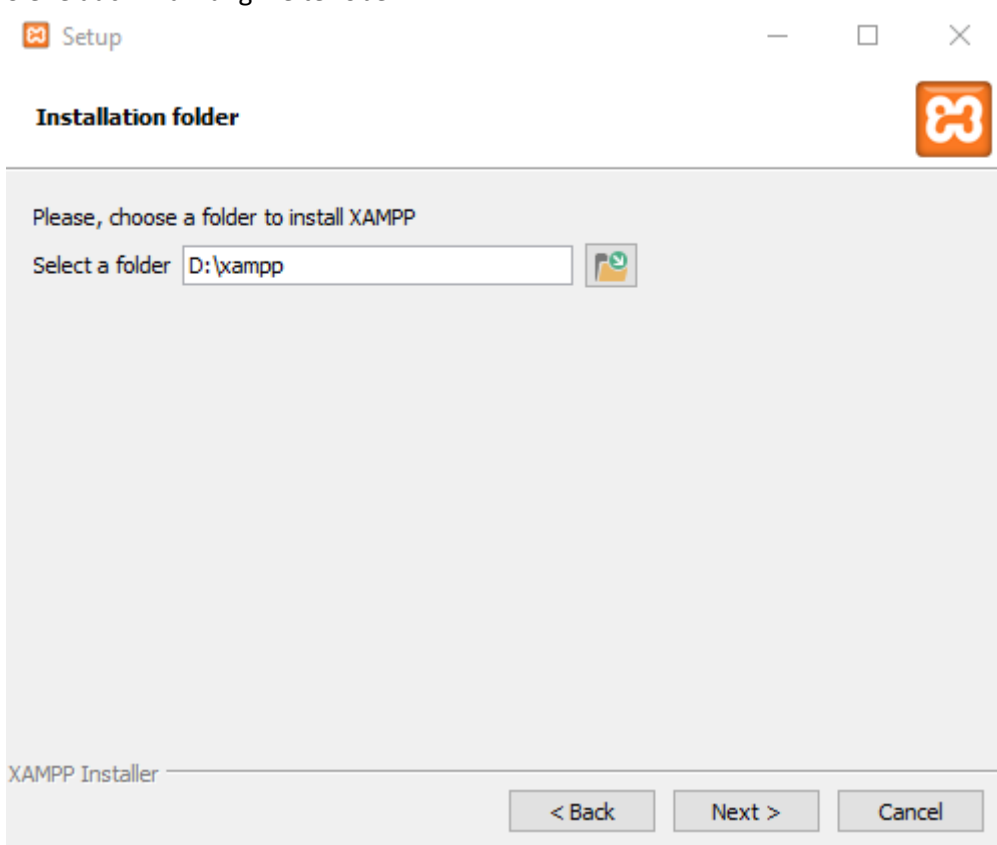 Setup
Installation folder
Please, choose a folder to install XAMPP
Select a folder D:\xampp
XAMPP Installer
< Back Next > Cancel